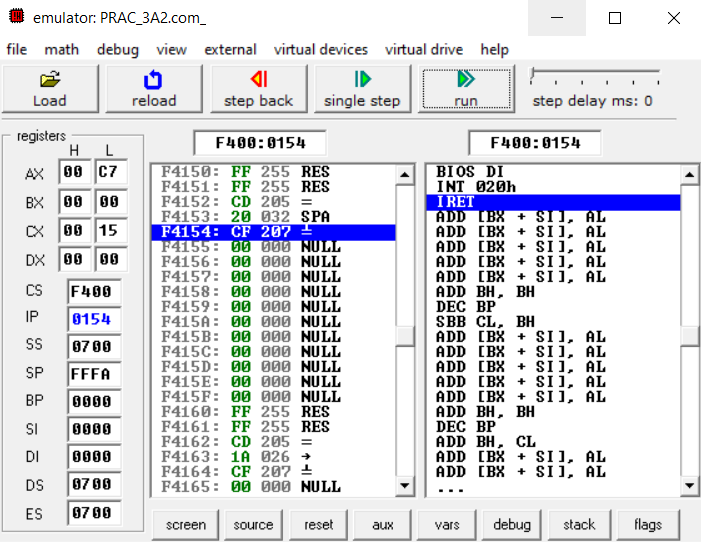 emulator: PRAC_3A2.com_
file math debug view external virtual devices virtual drive help
Load reload step back single step run step delay ms: 0
registers
H L
F400:0154 F400:0154
AX 00 C7
BX 00 00
CX 00 15
DX 00 00
CS F400
IP 0154
SS 0700
SP FFFA
BP 0000
SI 0000
DI 0000
DS 0700
ES 0700
F4150: FF 255 RES
F4151: FF 255 RES
F4152: CD 205 =
F4153: 20 032 SPA
F4154: CF 207 ╧
F4155: 00 000 NULL
F4156: 00 000 NULL
F4157: 00 000 NULL
F4158: 00 000 NULL
F4159: 00 000 NULL
F415A: 00 000 NULL
F415B: 00 000 NULL
F415C: 00 000 NULL
F415D: 00 000 NULL
F415E: 00 000 NULL
F415F: 00 000 NULL
F4160: FF 255 RES
F4161: FF 255 RES
F4162: CD 205 =
F4163: 1A 026 →
F4164: CF 207 ╧
F4165: 00 000 NULL
BIOS DI
INT 020h
IRET
ADD [BX + SI], AL
ADD [BX + SI], AL
ADD [BX + SI], AL
ADD [BX + SI], AL
ADD [BX + SI], AL
ADD BH, BH
DEC BP
SBB CL, BH
ADD [BX + SI], AL
ADD [BX + SI], AL
ADD [BX + SI], AL
ADD [BX + SI], AL
ADD [BX + SI], AL
ADD BH, BH
DEC BP
ADD BH, CL
ADD [BX + SI], AL
ADD [BX + SI], AL
...
screen source reset aux vars debug stack flags